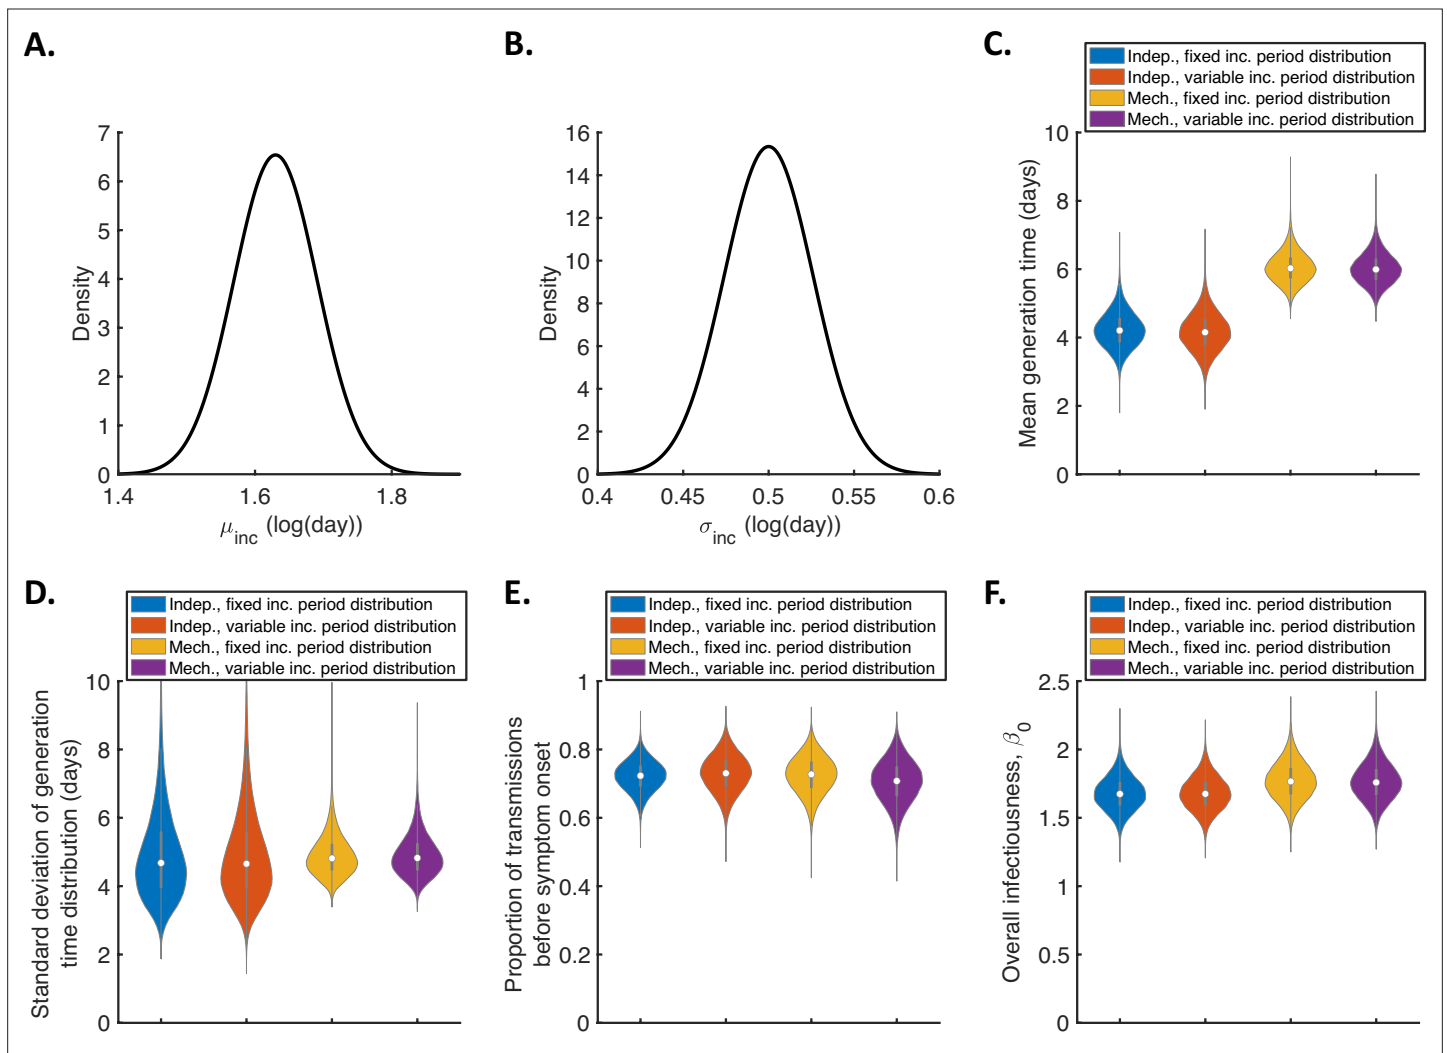 A.
7
6
5
4
3
2
1
0
Density
1.4
1.6
1.8
μinc (log(day))
B.
16
14
12
10
8
6
4
2
0
Density
0.4
0.45
0.5
0.55
0.6
σinc (log(day))
C.
Indep., fixed inc. period distribution
Indep., variable inc. period distribution
Mech., fixed inc. period distribution
Mech., variable inc. period distribution
10
8
6
4
2
0
Mean generation time (days)
D.
Indep., fixed inc. period distribution
Indep., variable inc. period distribution
Mech., fixed inc. period distribution
Mech., variable inc. period distribution
10
8
6
4
2
0
Standard deviation of generation
time distribution (days)
E.
Indep., fixed inc. period distribution
Indep., variable inc. period distribution
Mech., fixed inc. period distribution
Mech., variable inc. period distribution
1
0.8
0.6
0.4
0.2
0
Proportion of transmissions
before symptom onset
F.
Indep., fixed inc. period distribution
Indep., variable inc. period distribution
Mech., fixed inc. period distribution
Mech., variable inc. period distribution
2.5
2
1.5
1
0.5
0
Overall infectiousness, β0